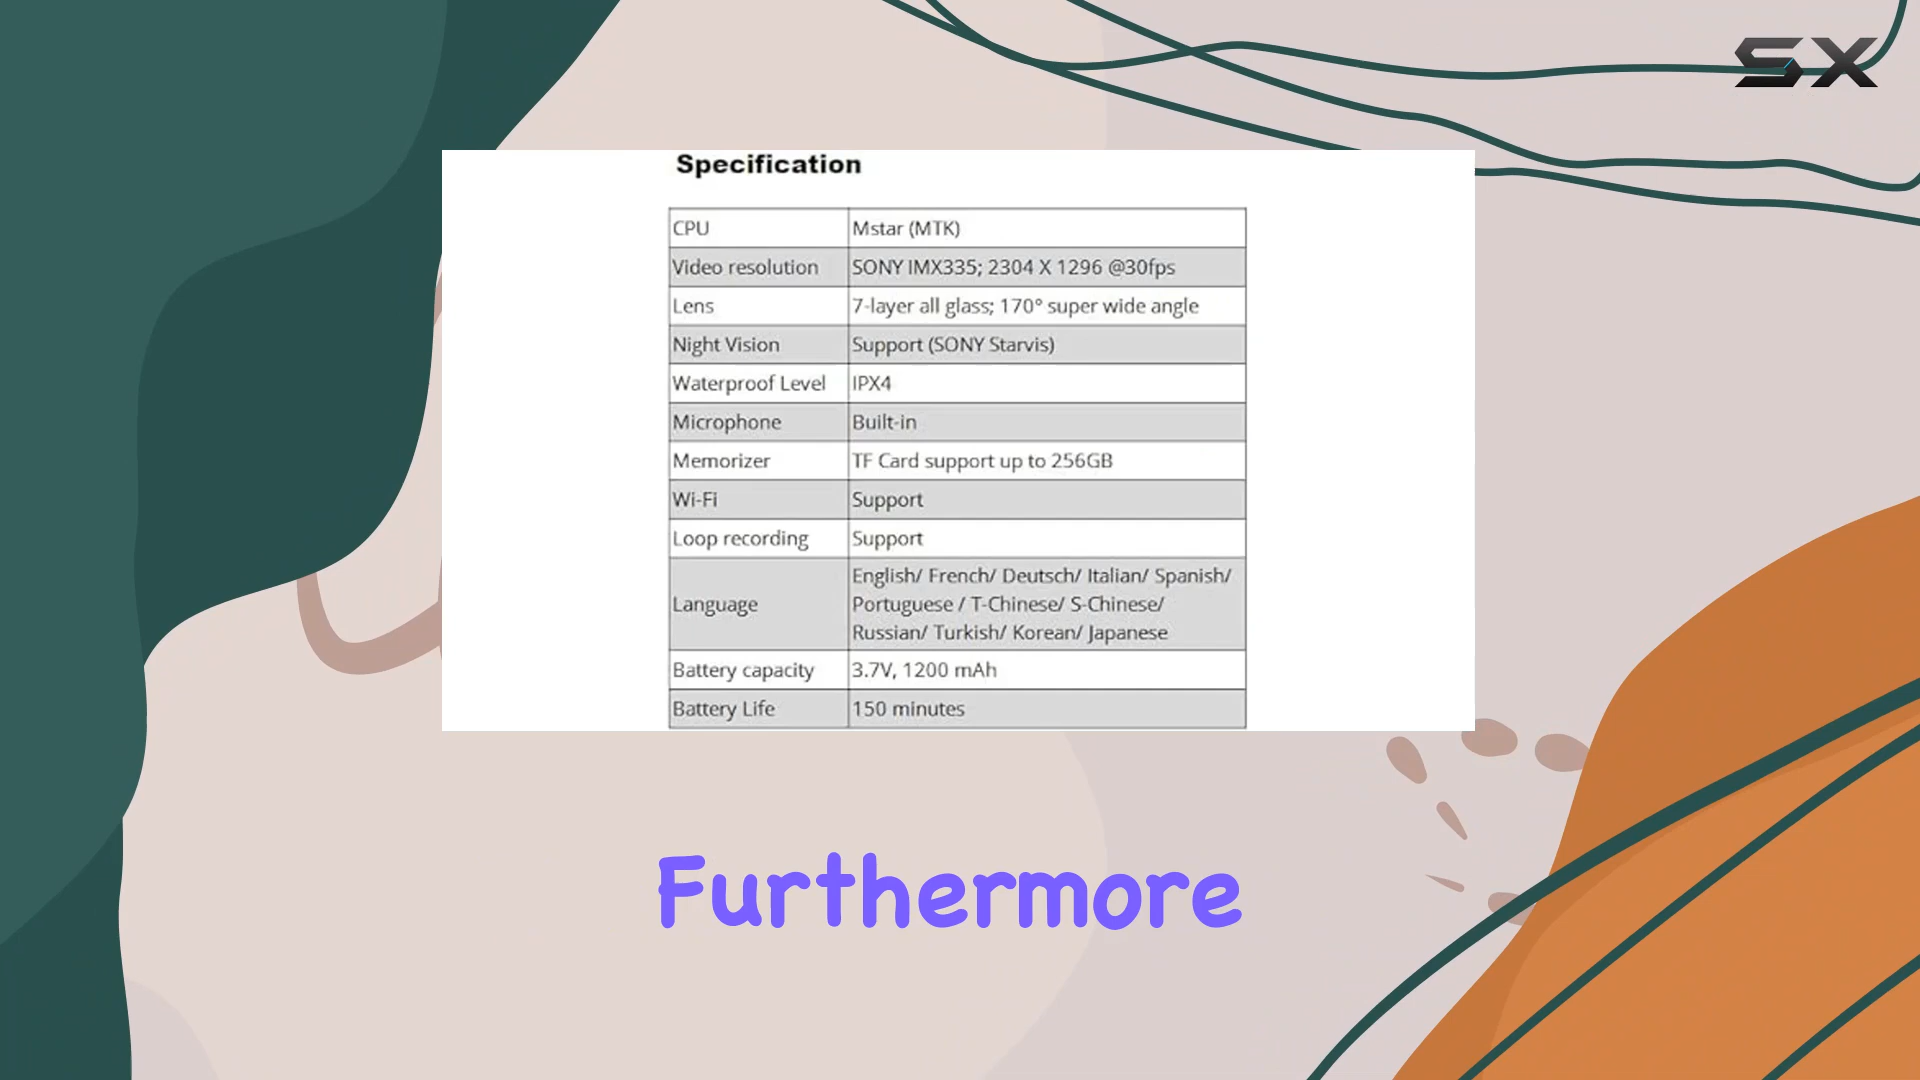 SX
Specification
CPU Mstar (MTK)
Video resolution SONY IMX335; 2304 X 1296 @30fps
Lens 7-layer all glass; 170° super wide angle
Night Vision Support (SONY Starvis)
Waterproof Level IPX4
Microphone Built-in
Memorizer TF Card support up to 256GB
Wi-Fi Support
Loop recording Support
Language English/ French/ Deutsch/ Italian/ Spanish/
Portuguese / T-Chinese/ S-Chinese/
Russian/ Turkish/ Korean/ Japanese
Battery capacity 3.7V, 1200 mAh
Battery Life 150 minutes
Furthermore